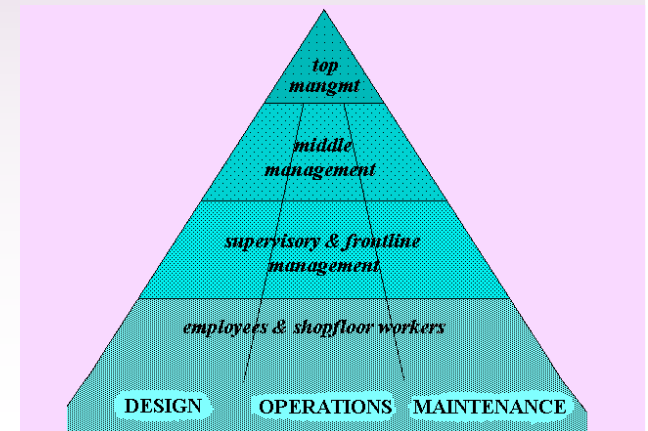 top
mangmt
middle
management
supervisory & frontline
management
employees & shopfloor workers
DESIGN OPERATIONS MAINTENANCE